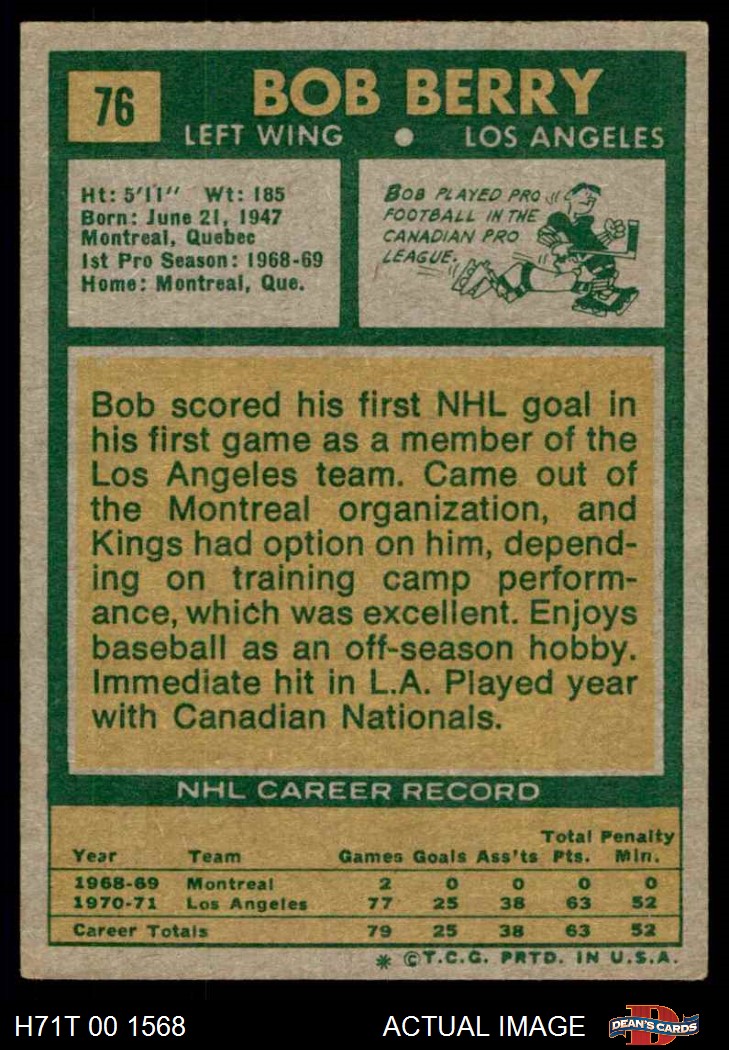 76
BOB BERRY
LEFT WING ● LOS ANGELES
Ht: 5'11" Wt: 185
Born: June 21, 1947
Montreal, Quebec
1st Pro Season: 1968-69
Home: Montreal, Que.
BOB PLAYED PRO
FOOTBALL IN THE
CANADIAN PRO
LEAGUE.
Bob scored his first NHL goal in
his first game as a member of the
Los Angeles team. Came out of
the Montreal organization, and
Kings had option on him, depend-
ing on training camp perform-
ance, which was excellent. Enjoys
baseball as an off-season hobby.
Immediate hit in L.A. Played year
with Canadian Nationals.
NHL CAREER RECORD
Total Penalty
Year Team Games Goals Ass'ts Pts. Min.
1968-69 Montreal 2 0 0 0 0
1970-71 Los Angeles 77 25 38 63 52
Career Totals 79 25 38 63 52
* © T.C.G. PRTD. IN U.S.A.
H71T 00 1568 ACTUAL IMAGE D DEAN'S CARDS